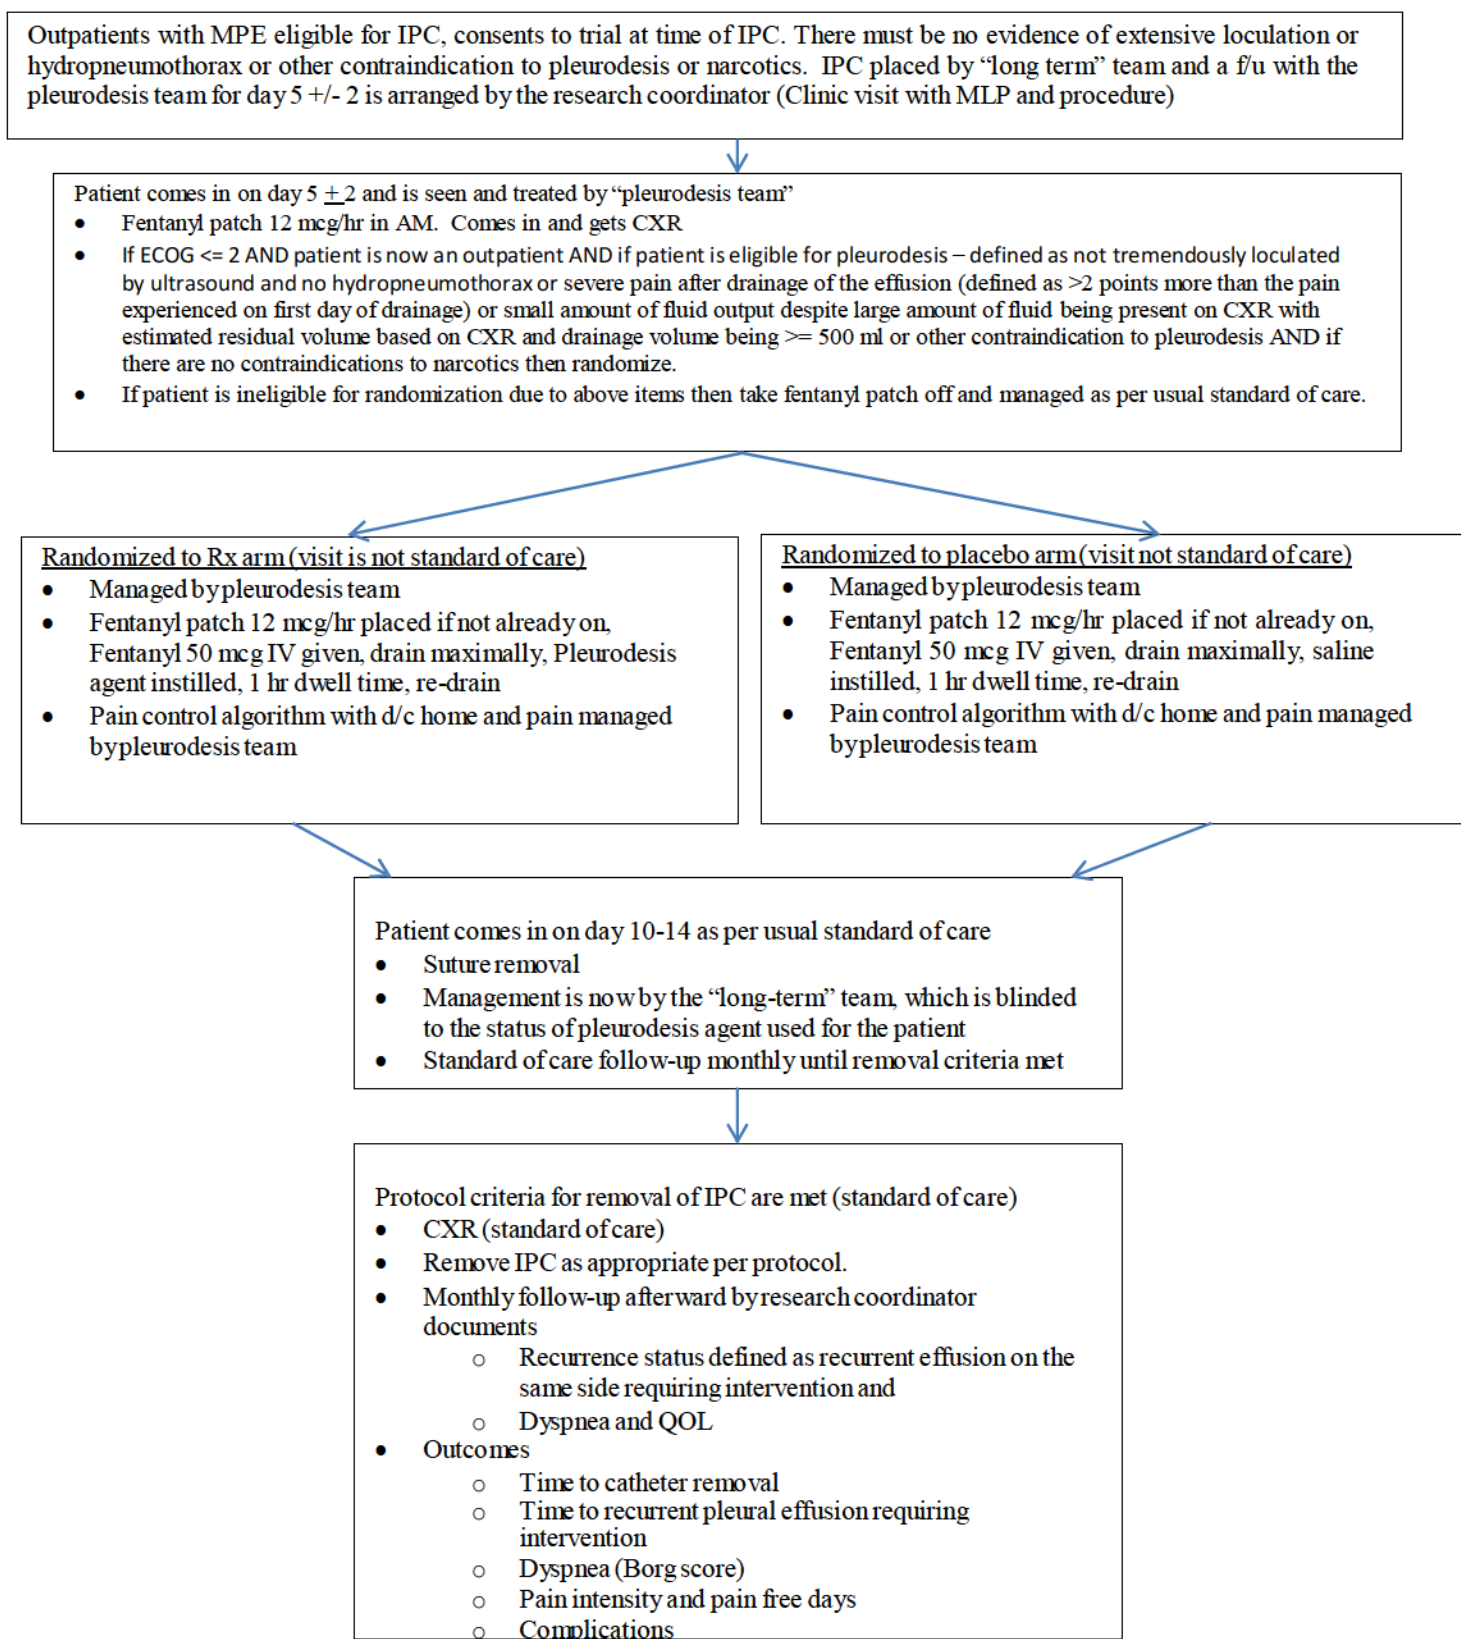 Outpatients with MPE eligible for IPC, consents to trial at time of IPC. There must be no evidence of extensive loculation or
hydropneumothorax or other contraindication to pleurodesis or narcotics. IPC placed by “long term” team and a f/u with the
pleurodesis team for day 5 +/- 2 is arranged by the research coordinator (Clinic visit with MLP and procedure)
Patient comes in on day 5 + 2 and is seen and treated by “pleurodesis team”
• Fentanyl patch 12 mcg/hr in AM. Comes in and gets CXR
• If ECOG <= 2 AND patient is now an outpatient AND if patient is eligible for pleurodesis – defined as not tremendously loculated
by ultrasound and no hydropneumothorax or severe pain after drainage of the effusion (defined as >2 points more than the pain
experienced on first day of drainage) or small amount of fluid output despite large amount of fluid being present on CXR with
estimated residual volume based on CXR and drainage volume being >= 500 ml or other contraindication to pleurodesis AND if
there are no contraindications to narcotics then randomize.
• If patient is ineligible for randomization due to above items then take fentanyl patch off and managed as per usual standard of care.
Randomized to Rx arm (visit is not standard of care)
• Managed by pleurodesis team
• Fentanyl patch 12 mcg/hr placed if not already on,
Fentanyl 50 mcg IV given, drain maximally, Pleurodesis
agent instilled, 1 hr dwell time, re-drain
• Pain control algorithm with d/c home and pain managed
by pleurodesis team
Randomized to placebo arm (visit not standard of care)
• Managed by pleurodesis team
• Fentanyl patch 12 mcg/hr placed if not already on,
Fentanyl 50 mcg IV given, drain maximally, saline
instilled, 1 hr dwell time, re-drain
• Pain control algorithm with d/c home and pain managed
by pleurodesis team
Patient comes in on day 10-14 as per usual standard of care
• Suture removal
• Management is now by the “long-term” team, which is blinded
to the status of pleurodesis agent used for the patient
• Standard of care follow-up monthly until removal criteria met
Protocol criteria for removal of IPC are met (standard of care)
• CXR (standard of care)
• Remove IPC as appropriate per protocol.
• Monthly follow-up afterward by research coordinator
documents
o Recurrence status defined as recurrent effusion on the
same side requiring intervention and
o Dyspnea and QOL
• Outcomes
o Time to catheter removal
o Time to recurrent pleural effusion requiring
intervention
o Dyspnea (Borg score)
o Pain intensity and pain free days
o Complications